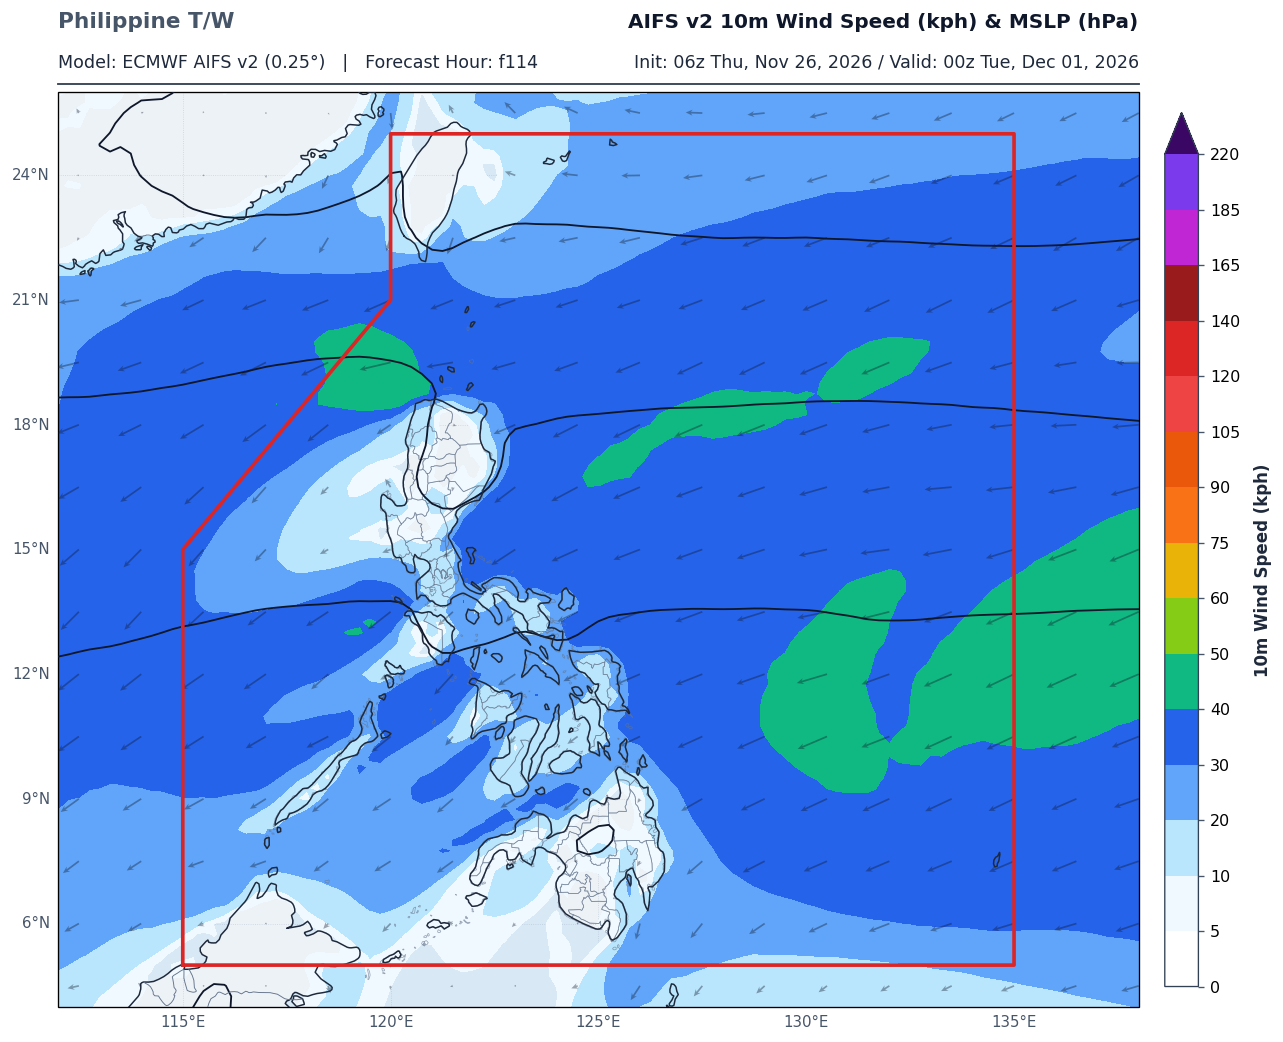 Philippine T/W
AIFS v2 10m Wind Speed (kph) & MSLP (hPa)
Model: ECMWF AIFS v2 (0.25°) | Forecast Hour: f114
Init: 06z Thu, Nov 26, 2026 / Valid: 00z Tue, Dec 01, 2026
24°N
21°N
18°N
15°N
12°N
9°N
6°N
115°E
120°E
125°E
130°E
135°E
220
185
165
140
120
105
90
75
60
50
40
30
20
10
5
0
10m Wind Speed (kph)